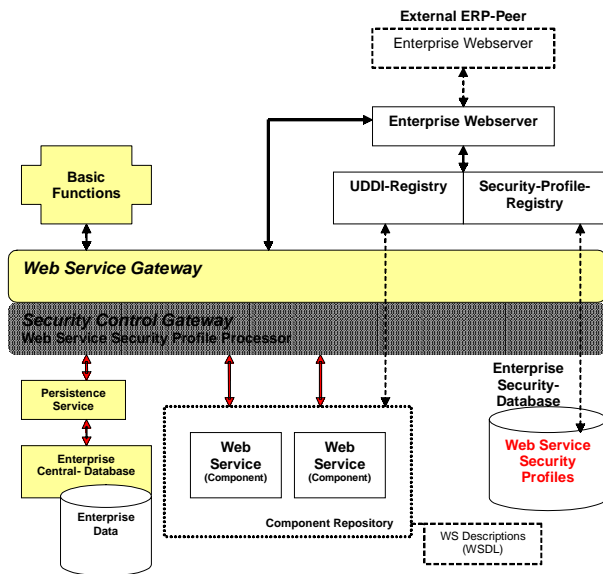 External ERP-Peer
Enterprise Webserver
Enterprise Webserver
UDDI-Registry
Security-Profile-
Registry
Basic
Functions
Web Service Gateway
Security Control Gateway
Web Service Security Profile Processor
Persistence
Service
Enterprise
Central- Database
Enterprise
Data
Web
Service
(Component)
Web
Service
(Component)
Component Repository
WS Descriptions
(WSDL)
Enterprise
Security-
Database
Web Service
Security
Profiles